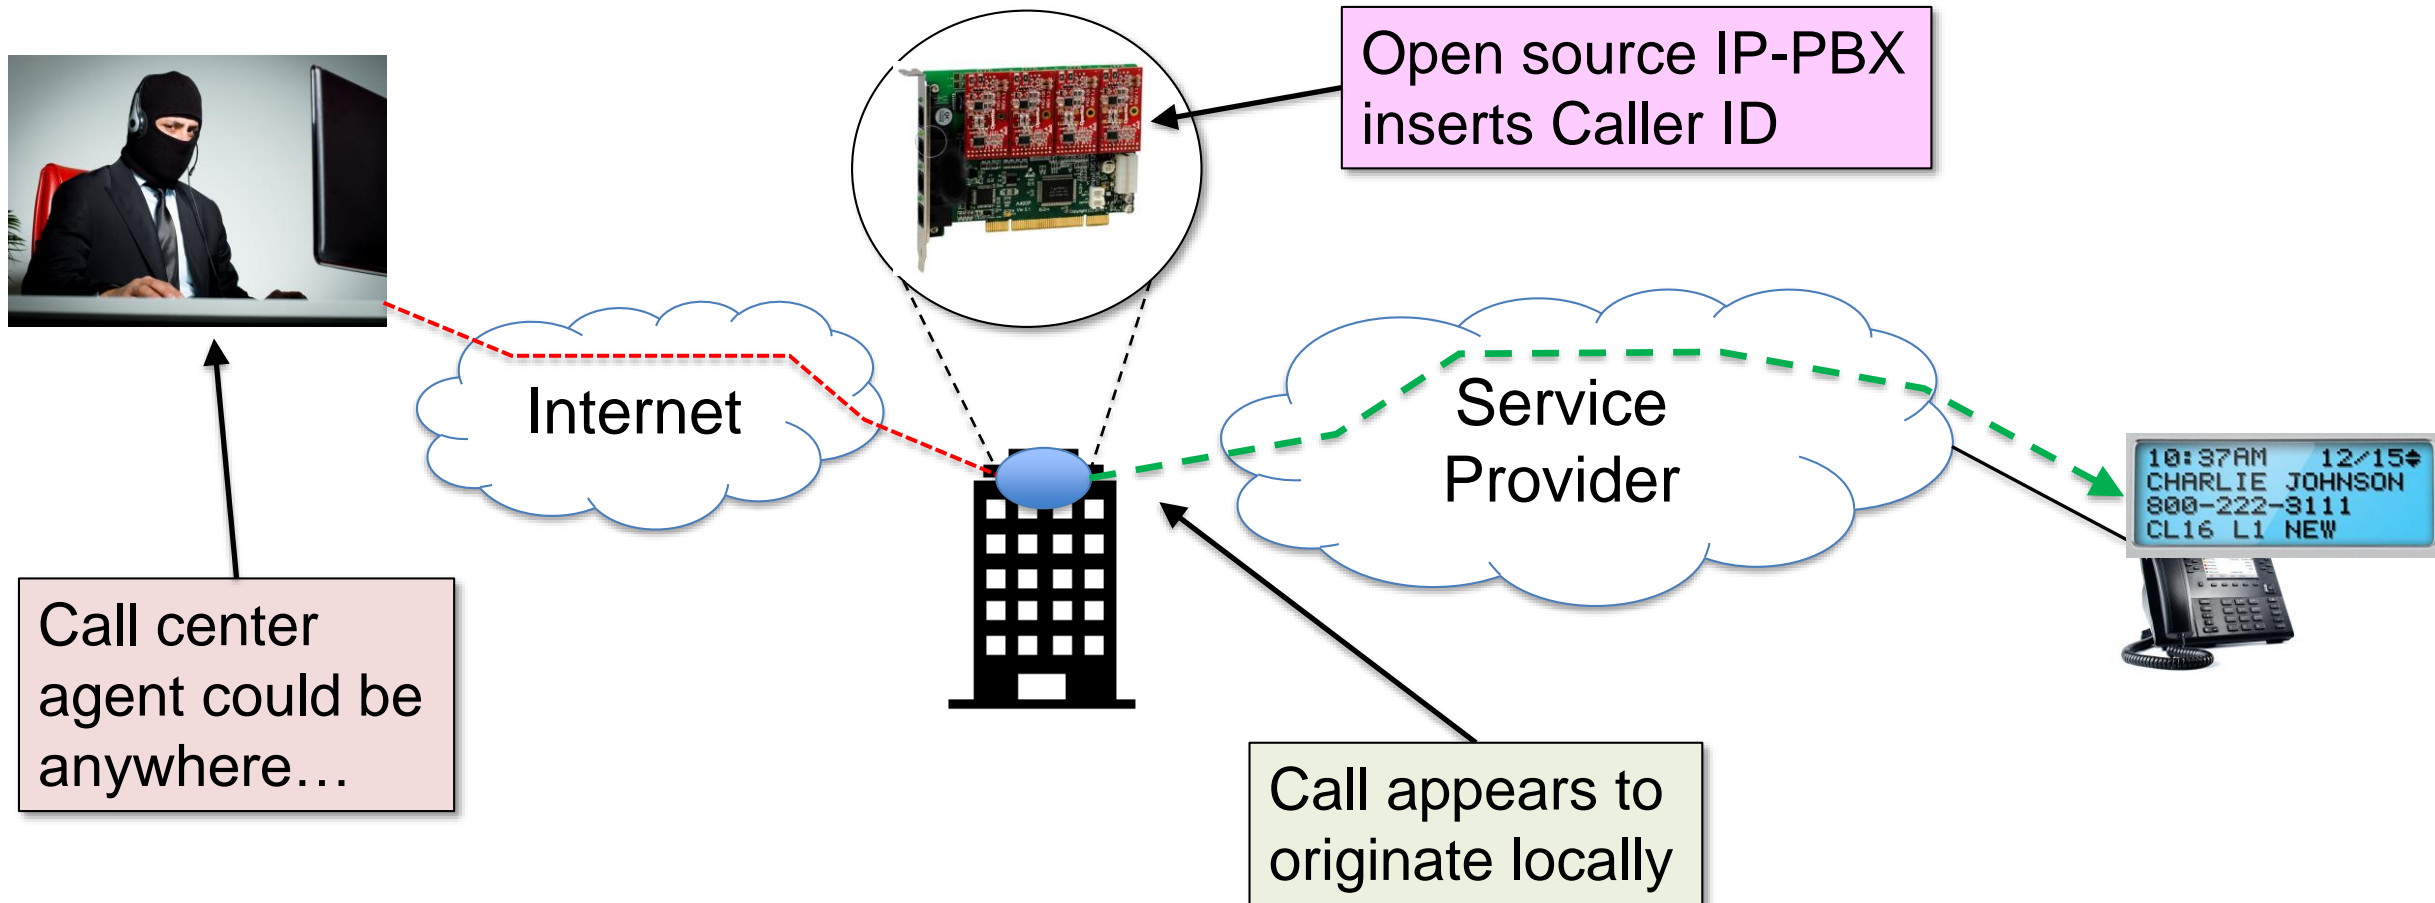 Open source IP-PBX
inserts Caller ID
Internet
Service
Provider
10:37AM 12/15
CHARLIE JOHNSON
800-222-3111
CL16 L1 NEW
Call center
agent could be
anywhere…
Call appears to
originate locally